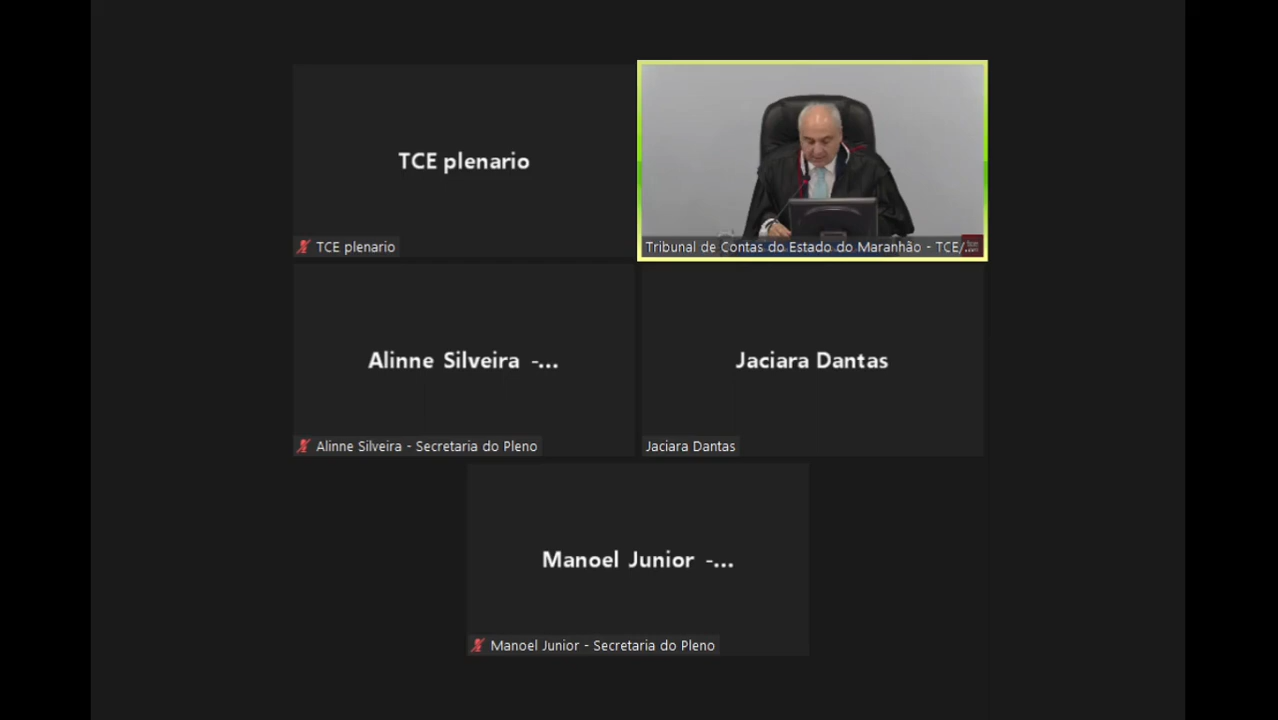 TCE plenario
TCE plenario
Tribunal de Contas do Estado do Maranhão - TCE/
Alinne Silveira -...
Jaciara Dantas
Alinne Silveira - Secretaria do Pleno
Jaciara Dantas
Manoel Junior -...
Manoel Junior - Secretaria do Pleno